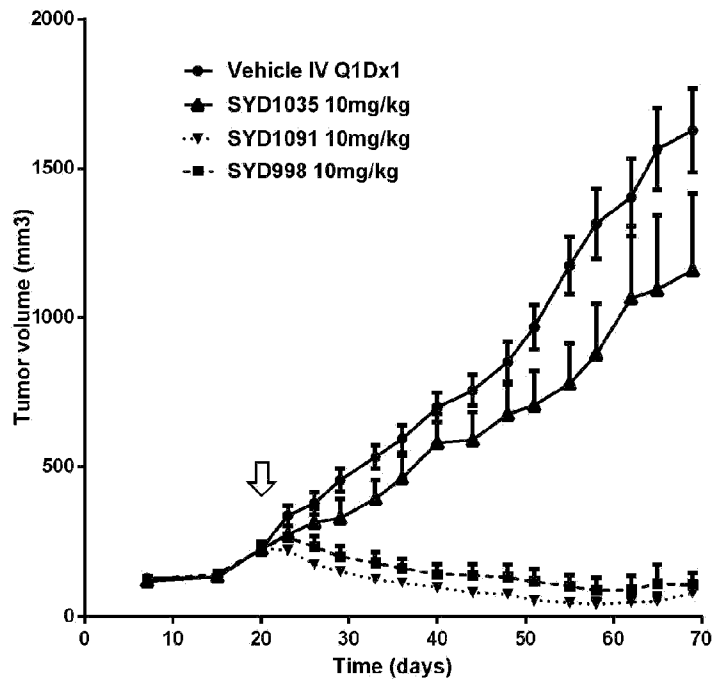 2000
1500
1000
500
0
Tumor volume (mm3)
Vehicle IV Q1Dx1
SYD1035 10mg/kg
SYD1091 10mg/kg
SYD998 10mg/kg
0 10 20 30 40 50 60 70
Time (days)